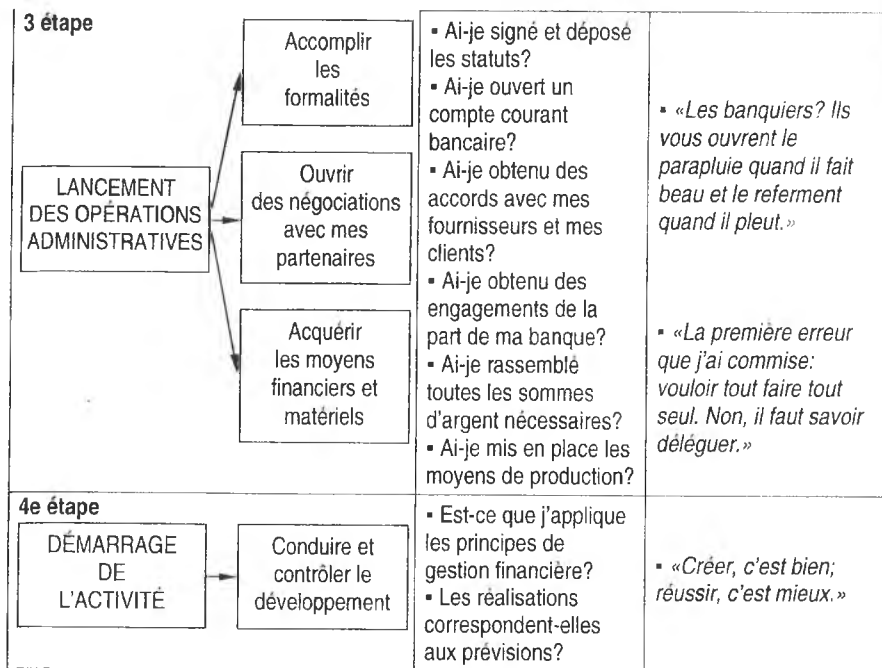 3 étape
LANCEMENT
DES OPÉRATIONS
ADMINISTRATIVES
Accomplir
les
formalités
Ouvrir
des négociations
avec mes
partenaires
Acquérir
les moyens
financiers et
matériels
▪ Ai-je signé et déposé
les statuts?
▪ Ai-je ouvert un
compte courant
bancaire?
▪ Ai-je obtenu des
accords avec mes
fournisseurs et mes
clients?
▪ Ai-je obtenu des
engagements de la
part de ma banque?
▪ Ai-je rassemblé
toutes les sommes
d'argent nécessaires?
▪ Ai-je mis en place les
moyens de production?
▪ «Les banquiers? Ils
vous ouvrent le
parapluie quand il fait
beau et le referment
quand il pleut.»
▪ «La première erreur
que j'ai commise:
vouloir tout faire tout
seul. Non, il faut savoir
déléguer.»
4e étape
DÉMARRAGE
DE
L'ACTIVITÉ
Conduire et
contrôler le
développement
▪ Est-ce que j'applique
les principes de
gestion financière?
▪ Les réalisations
correspondent-elles
aux prévisions?
▪ «Créer, c'est bien;
réussir, c'est mieux.»